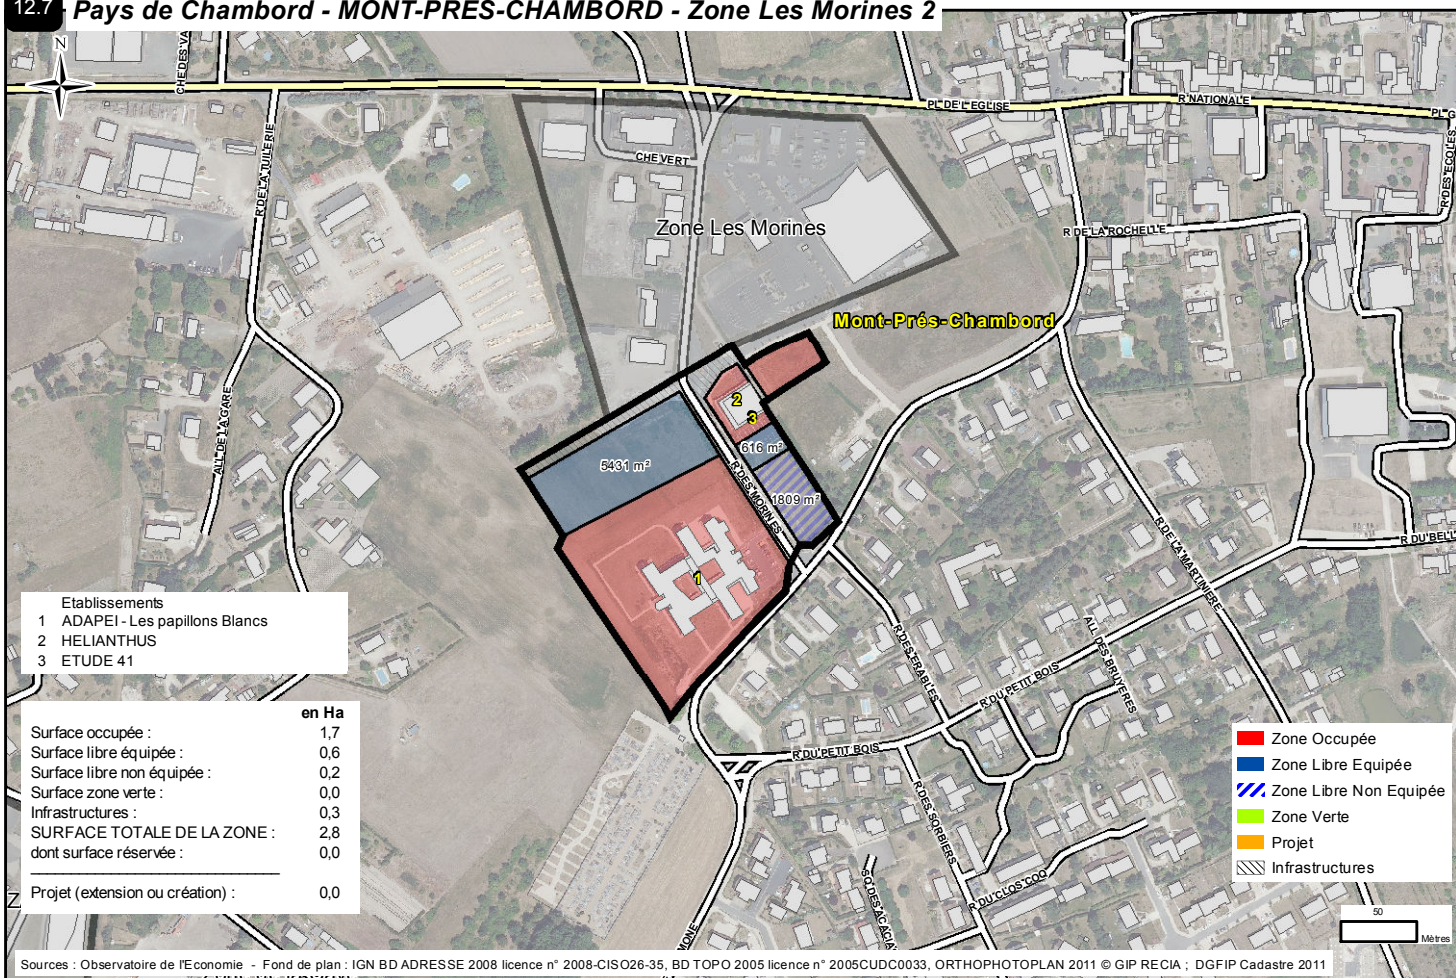 12.7 Pays de Chambord - MONT-PRES-CHAMBORD - Zone Les Morines 2
N
CHE DES VA
R DE LA TUILERIE
CHE VERT
PL DE L'EGLISE
R NATIONALE
PL G
R DES ECOLES
R DE LA ROCHELLE
Zone Les Morines
Mont-Prés-Chambord
ALL DE LA GARE
2
3
5431 m²
616 m²
1809 m²
R DES MORINES
1
R DU BELL
R DE LA MARTINIERE
R DES ERABLES
ALL DES BRUYERES
R DU PETIT BOIS
R DU PETIT BOIS
R DES SORBIERS
R DU CLOS COQ
SQ DES ACACIA
MONE
Etablissements
1 ADAPEI - Les papillons Blancs
2 HELIANTHUS
3 ETUDE 41
en Ha
Surface occupée : 1,7
Surface libre équipée : 0,6
Surface libre non équipée : 0,2
Surface zone verte : 0,0
Infrastructures : 0,3
SURFACE TOTALE DE LA ZONE : 2,8
dont surface réservée : 0,0
Projet (extension ou création) : 0,0
Zone Occupée
Zone Libre Equipée
Zone Libre Non Equipée
Zone Verte
Projet
Infrastructures
50
Mètres
Sources : Observatoire de l'Economie - Fond de plan : IGN BD ADRESSE 2008 licence n° 2008-CISO26-35, BD TOPO 2005 licence n° 2005CUDC0033, ORTHOPHOTOPLAN 2011 © GIP RECIA ; DGFIP Cadastre 2011